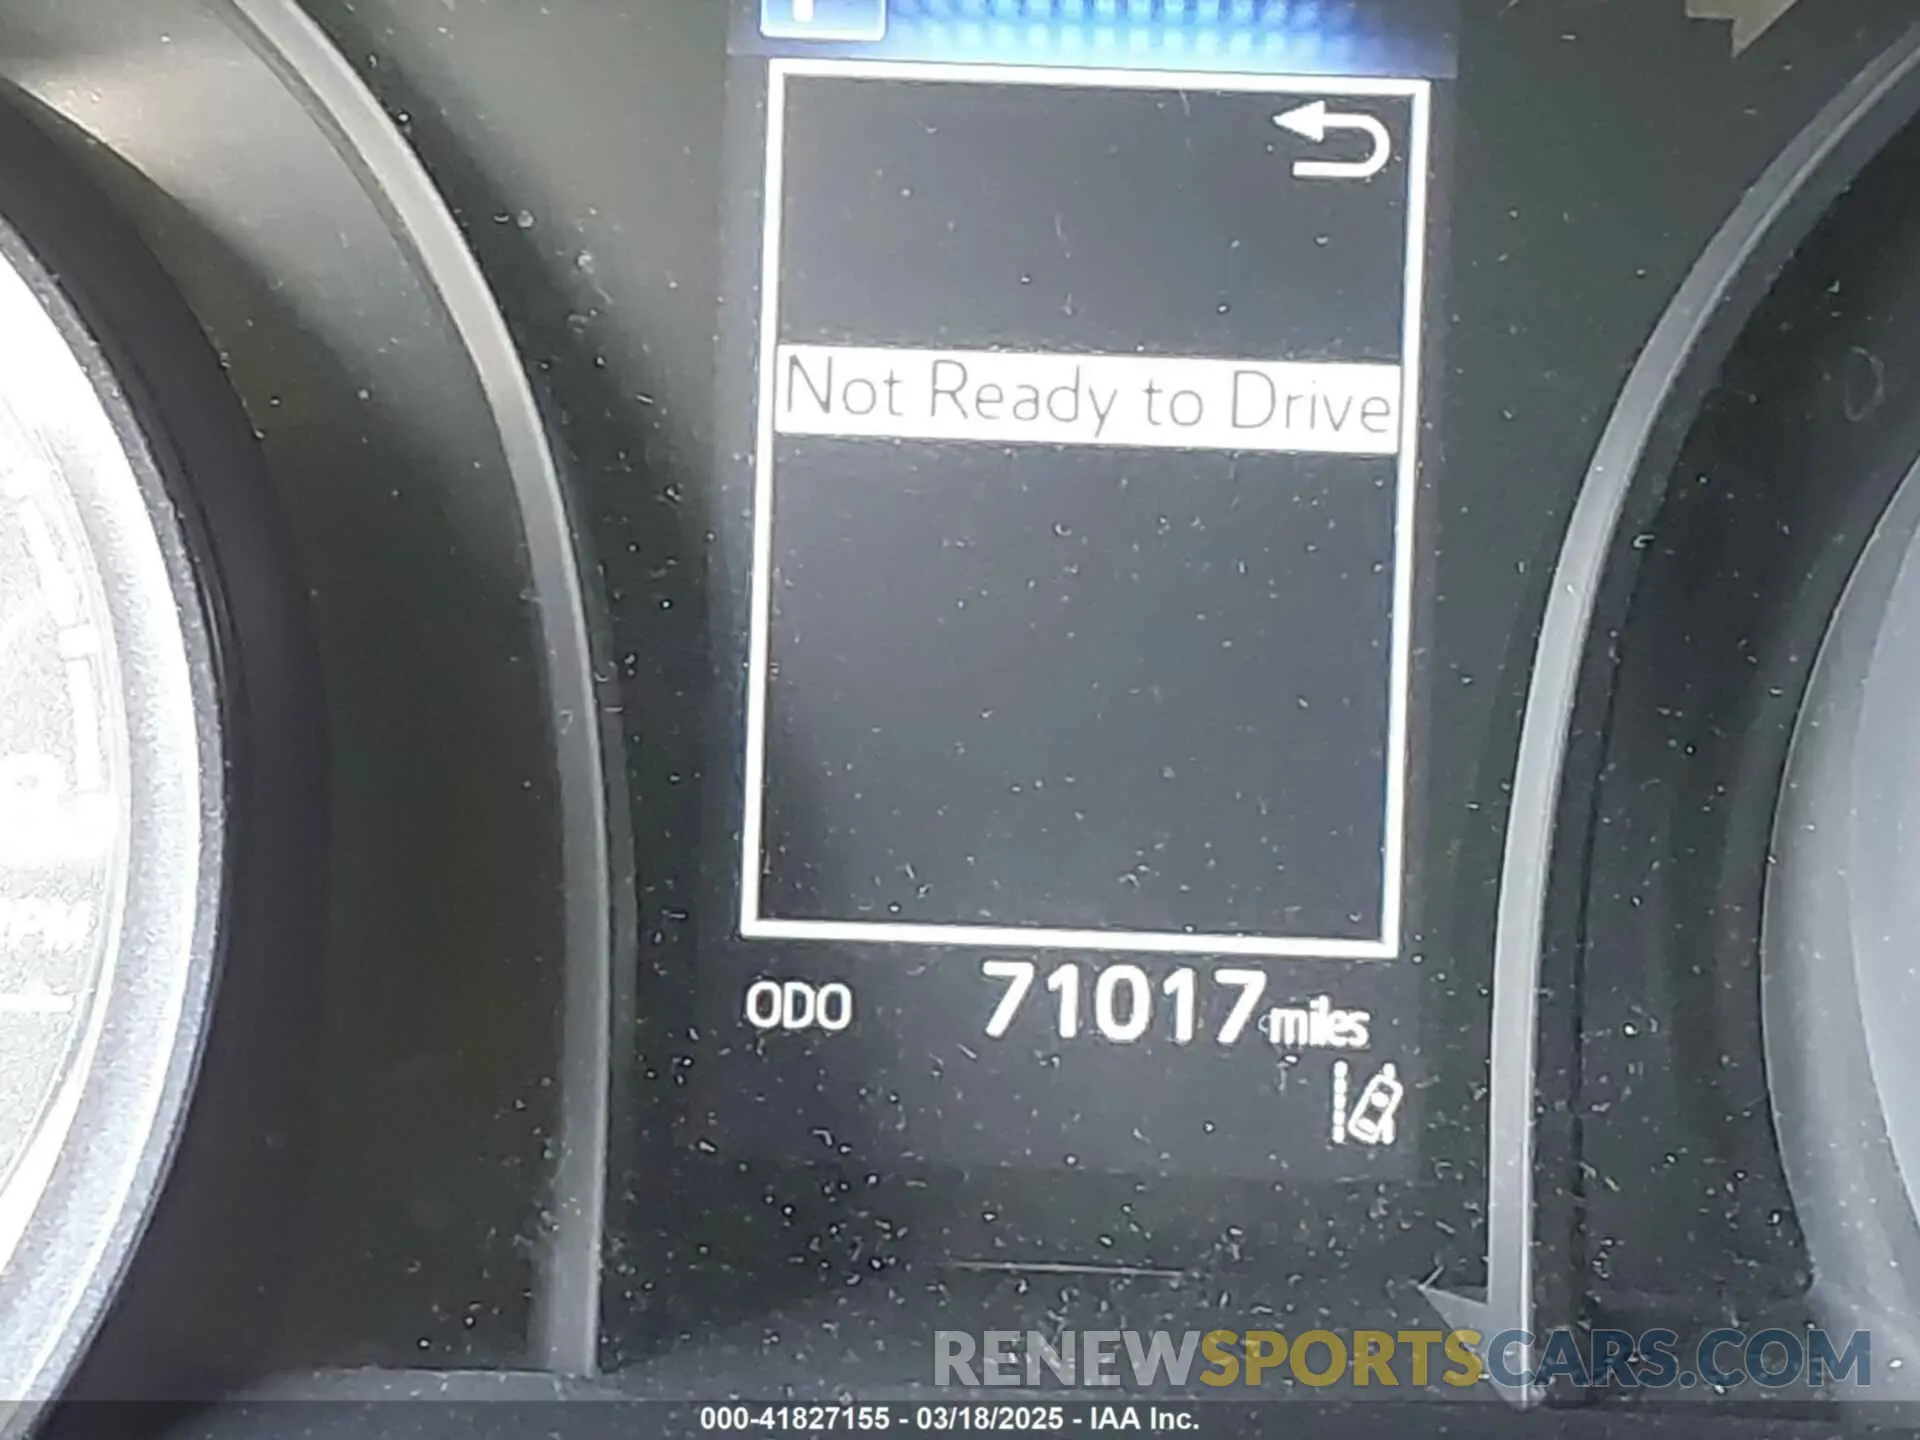 Not Ready to Drive
ODO 71017 miles
RENEWSPORTSCARS.COM
000-41827155 - 03/18/2025 - IAA Inc.